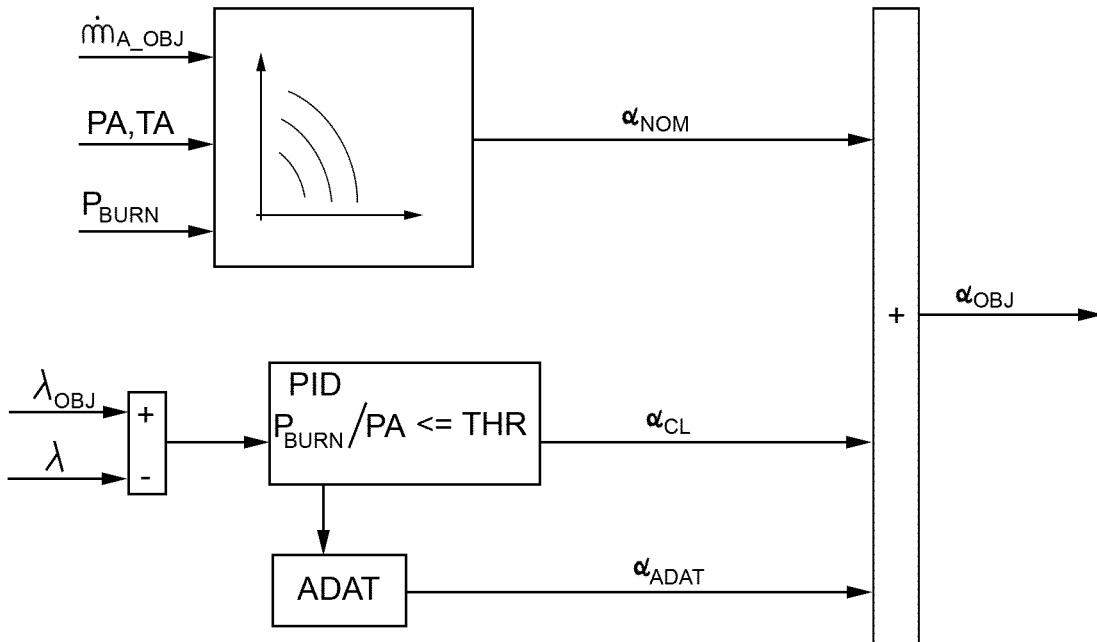 ṁA_OBJ
PA,TA
PBURN
αNOM
αOBJ
+
λOBJ
λ
+
-
PID
PBURN/PA <= THR
αCL
ADAT
αADAT